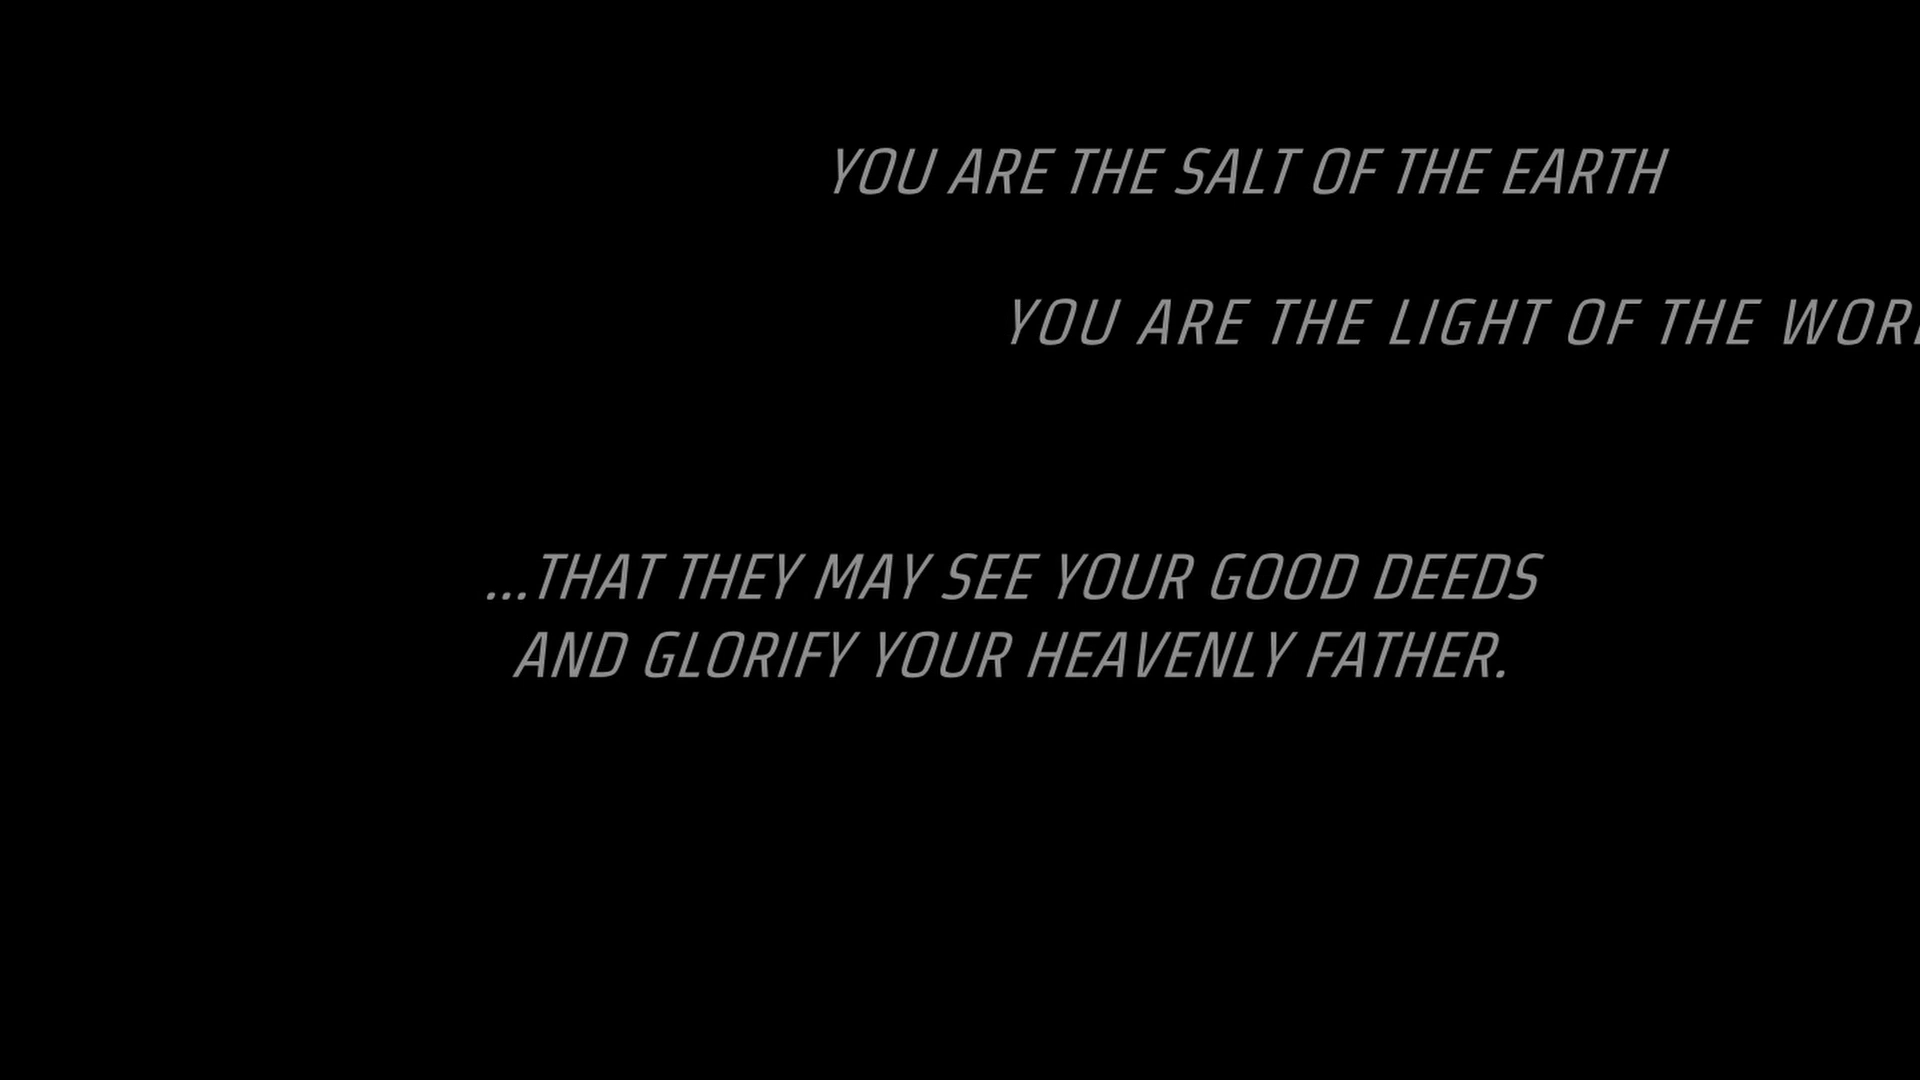 YOU ARE THE SALT OF THE EARTH
YOU ARE THE LIGHT OF THE
...THAT THEY MAY SEE YOUR GOOD DEEDS
AND GLORIFY YOUR HEAVENLY FATHER.